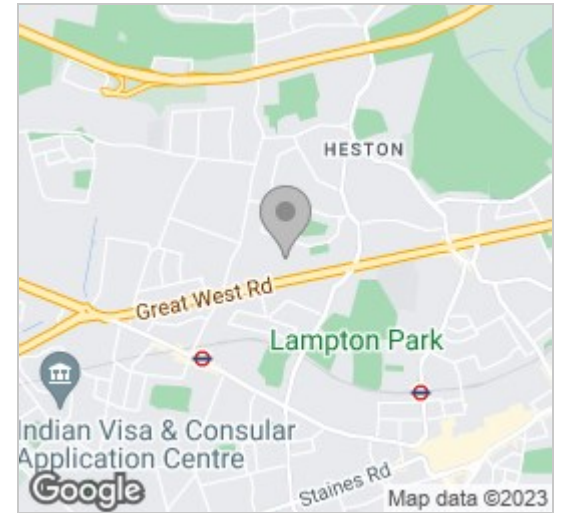 HESTON
Great West Rd
Lampton Park
Indian Visa & Consular
Application Centre
Staines Rd
Google
Map data ©2023